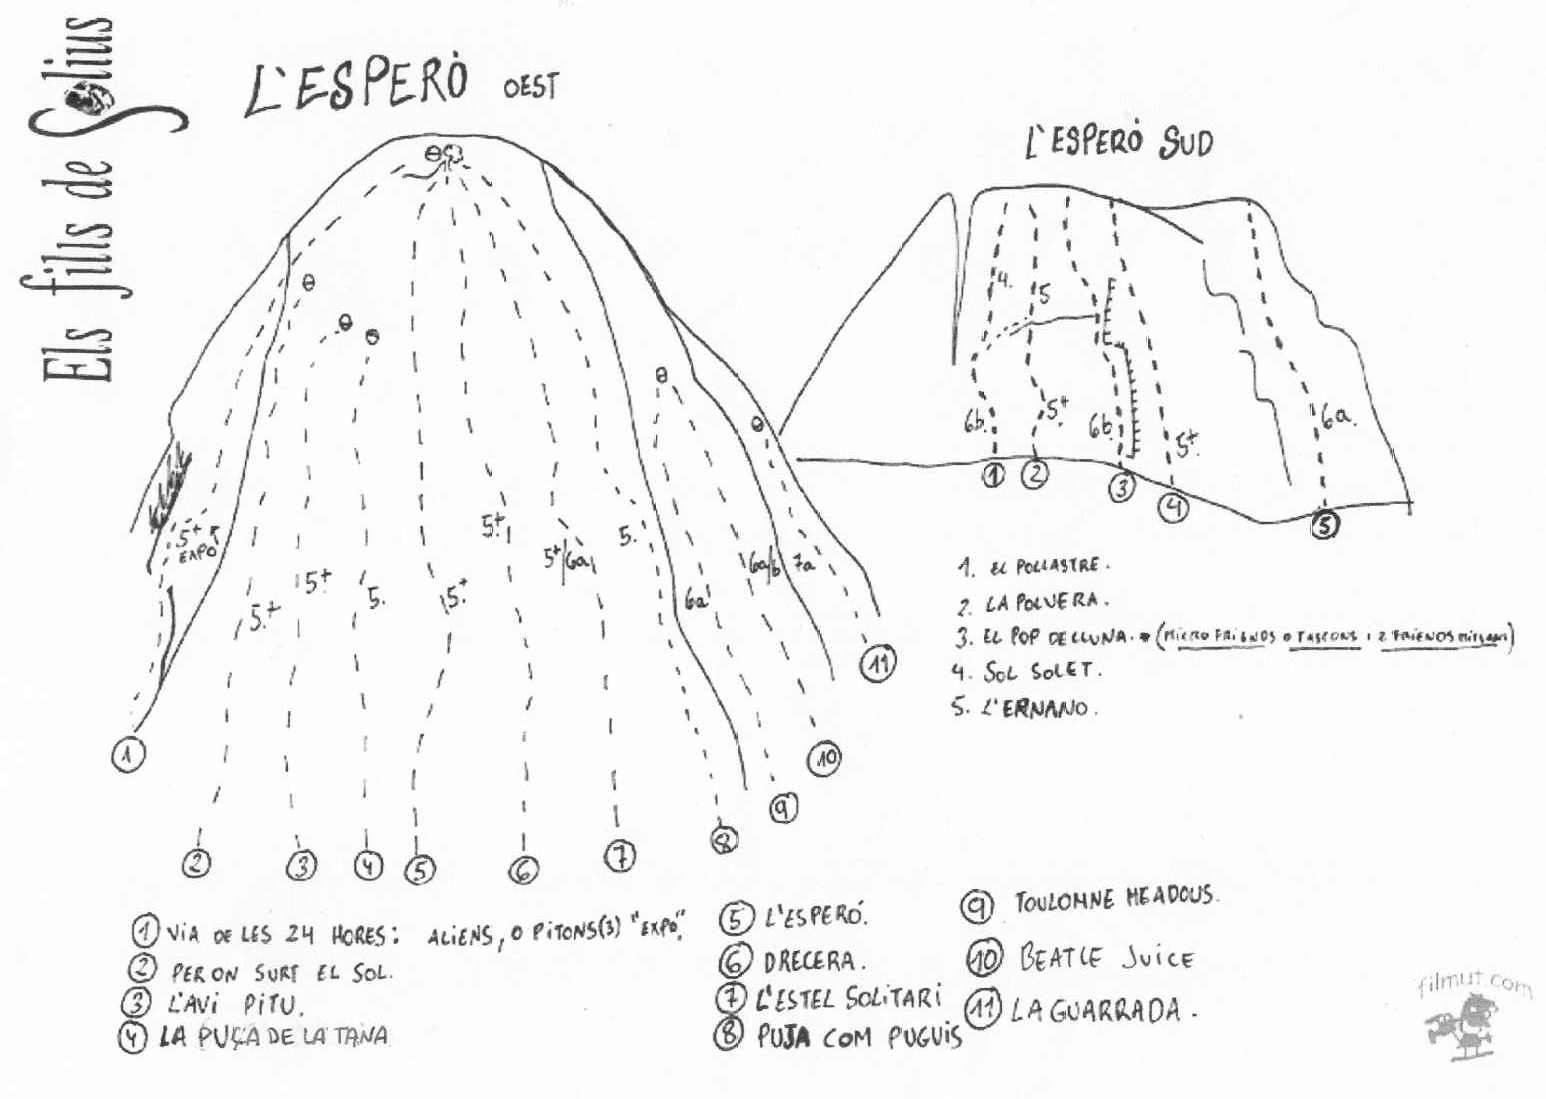 Els fills de Solius
L'ESPERÒ OEST
L'ESPERÒ SUD
4.
5
6b.
5+
6b.
5+
6a.
1
2
3
4
5
1. EL POLLASTRE.
2. LA POLVERA.
3. EL POP DE LLUNA. * (MICRO FRIENDS O TASCONS I 2 FRIENDS MITJANS)
4. SOL SOLET.
5. L'ERNANO.
5+
EXPO
5+
5+
5.
5+
5+
5+/6a
5.
6a
6a/b
7a
1
2
3
4
5
6
7
8
9
10
11
1 VIA DE LES 24 HORES: ALIENS, O PITONS(3) "EXPO".
2 PER ON SURT EL SOL.
3 L'AVI PITU.
4 LA PUÇA DE LA TANA
5 L'ESPERÓ.
6 DRECERA.
7 L'ESTEL SOLITARI
8 PUJA COM PUGUIS
9 TOULOMNE MEADOUS.
10 BEATLE JUICE
11 LA GUARRADA.
filmut.com